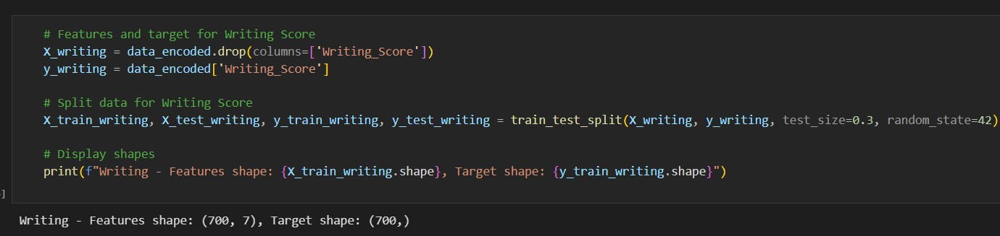 # Features and target for Writing Score
X_writing = data_encoded.drop(columns=['Writing_Score'])
y_writing = data_encoded['Writing_Score']
# Split data for Writing Score
X_train_writing, X_test_writing, y_train_writing, y_test_writing = train_test_split(X_writing, y_writing, test_size=0.3, random_state=42)
# Display shapes
print(f"Writing - Features shape: {X_train_writing.shape}, Target shape: {y_train_writing.shape}")
]
Writing - Features shape: (700, 7), Target shape: (700,)